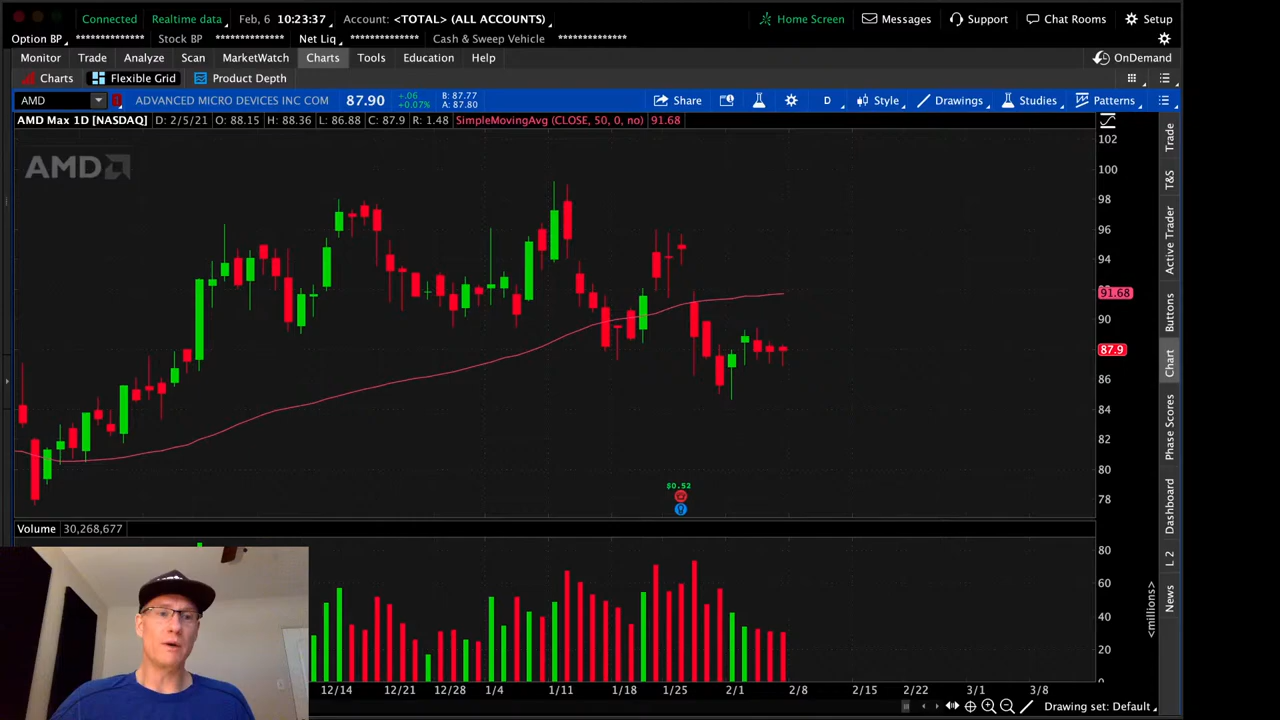 Connected Realtime data Feb, 6 10:23:37 Account: <TOTAL> (ALL ACCOUNTS) Home Screen Messages Support Chat Rooms Setup
Option BP ************** Stock BP ************** Net Liq ************** Cash & Sweep Vehicle **************
Monitor Trade Analyze Scan MarketWatch Charts Tools Education Help OnDemand
Charts Flexible Grid Product Depth
AMD ADVANCED MICRO DEVICES INC COM 87.90 +.06 +0.07% B: 87.77 A: 87.80 Share D Style Drawings Studies Patterns
AMD Max 1D [NASDAQ] D: 2/5/21 O: 88.15 H: 88.36 L: 86.88 C: 87.9 R: 1.48 SimpleMovingAvg (CLOSE, 50, 0, no) 91.68
AMD
102
100
98
96
94
91.68
90
87.9
86
84
82
80
78
$0.52
Volume 30,268,677
80
60
40
20
0
<millions>
12/14 12/21 12/28 1/4 1/11 1/18 1/25 2/1 2/8 2/15 2/22 3/1 3/8
Drawing set: Default
Trade
T&S
Active Trader
Buttons
Chart
Phase Scores
Dashboard
L 2
News